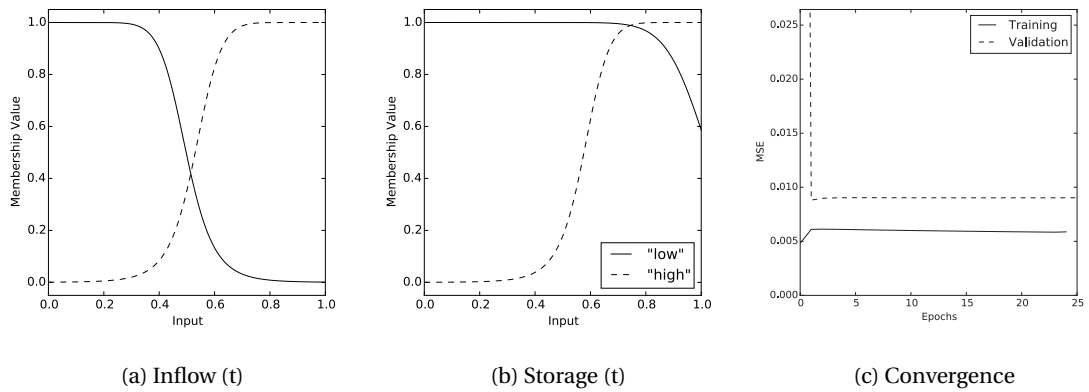 1.0
0.8
0.6
0.4
0.2
0.0
Membership Value
0.0 0.2 0.4 0.6 0.8 1.0
Input
(a) Inflow (t)
1.0
0.8
0.6
0.4
0.2
0.0
Membership Value
"low"
"high"
0.0 0.2 0.4 0.6 0.8 1.0
Input
(b) Storage (t)
Training
Validation
0.025
0.020
0.015
0.010
0.005
0.000
MSE
0 5 10 15 20 25
Epochs
(c) Convergence